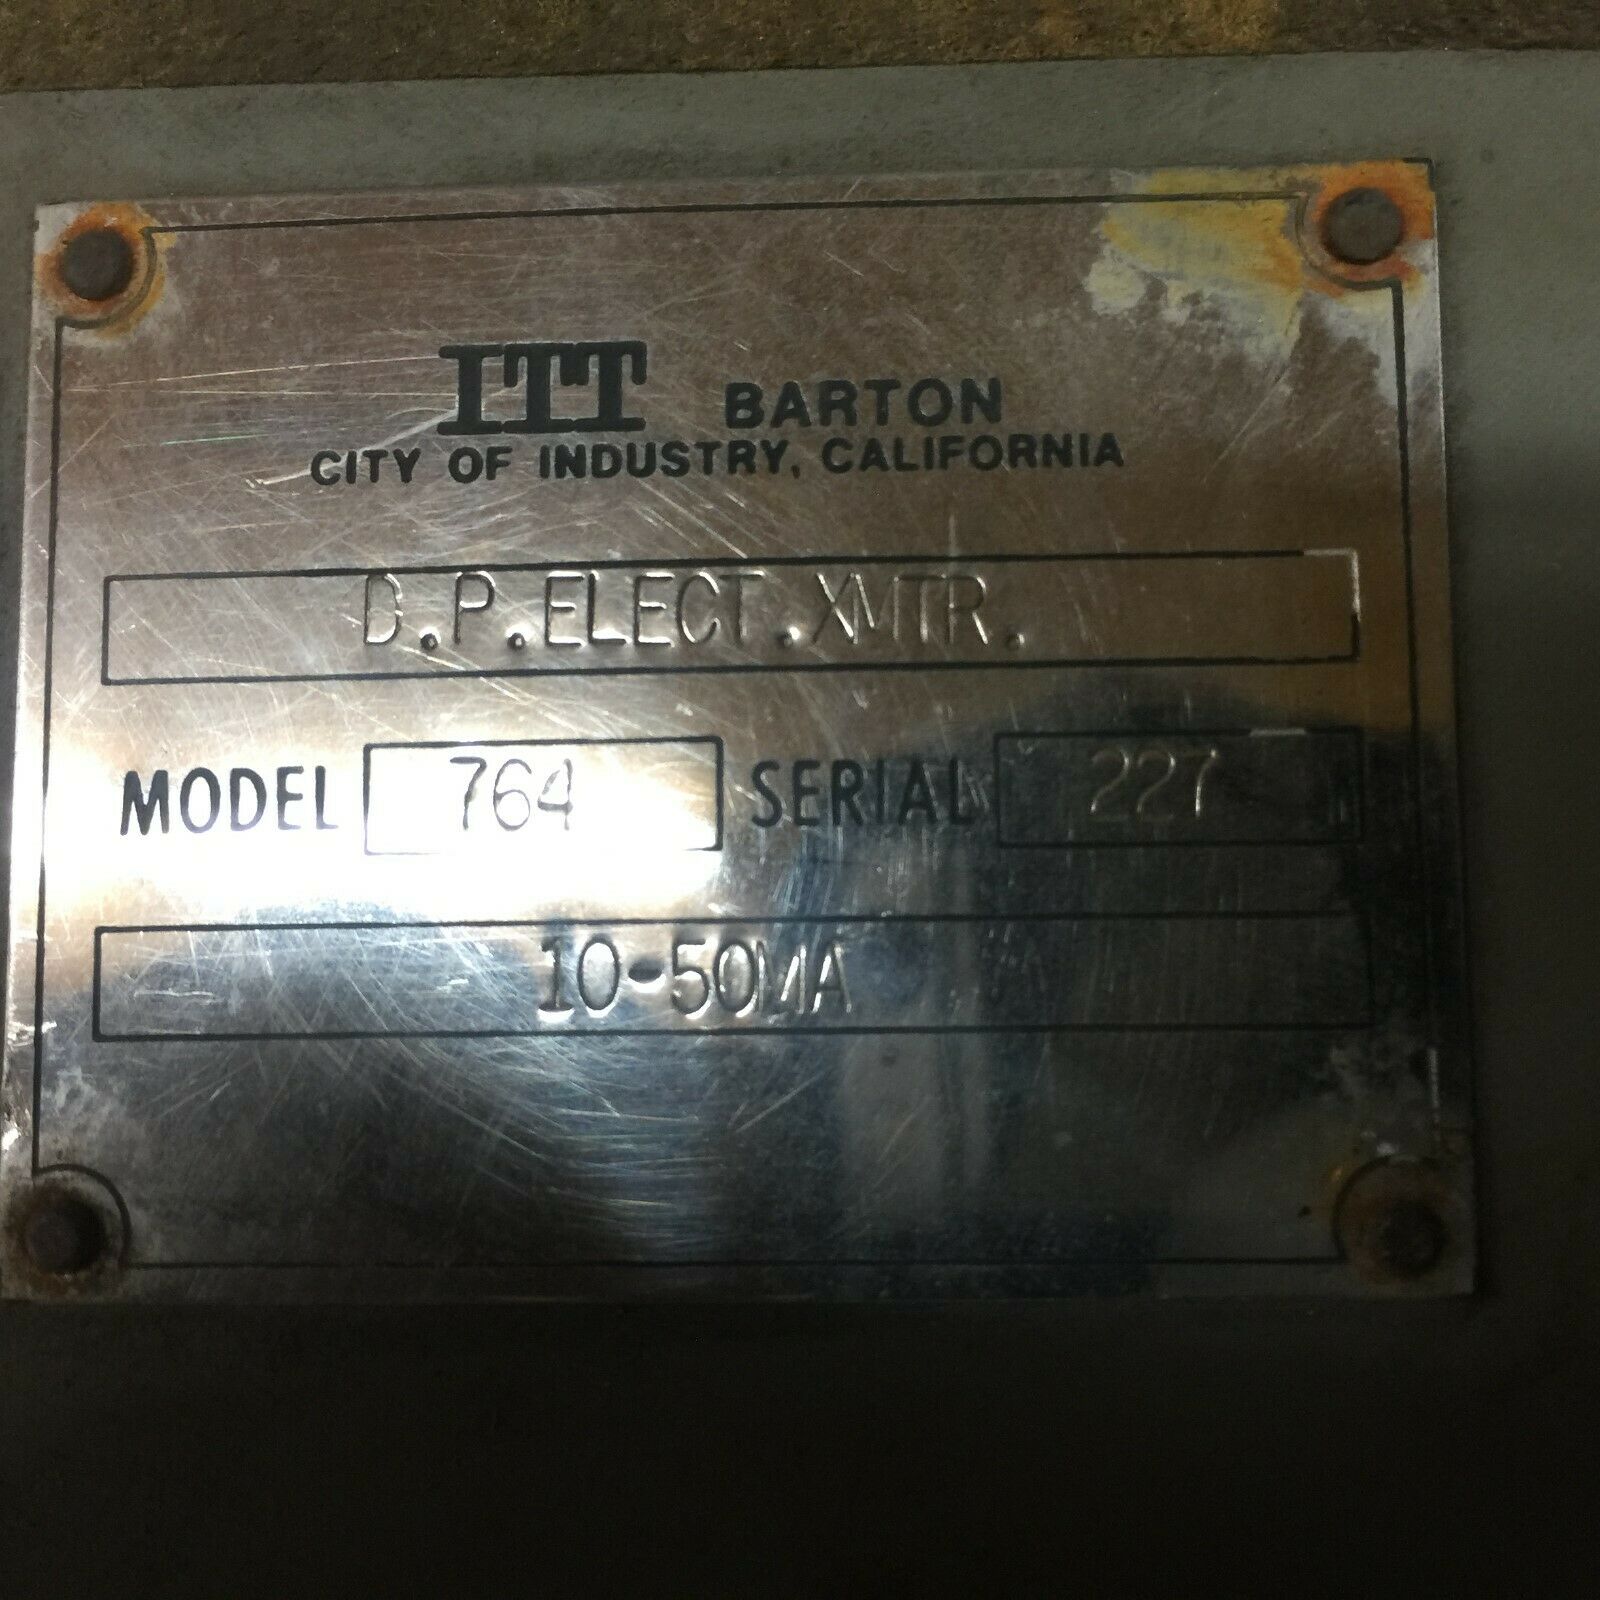 ITT BARTON
CITY OF INDUSTRY, CALIFORNIA
D.P.ELECT.XMTR.
MODEL 764 SERIAL 227
10-50MA